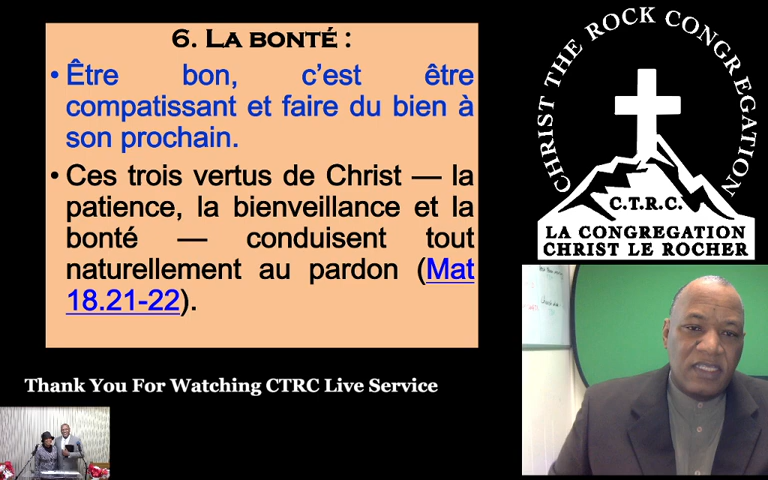 6. LA BONTÉ :
• Être bon, c’est être
compatissant et faire du bien à
son prochain.
• Ces trois vertus de Christ — la
patience, la bienveillance et la
bonté — conduisent tout
naturellement au pardon (Mat
18.21-22).
CHRIST THE ROCK CONGREGATION
C.T.R.C.
LA CONGREGATION
CHRIST LE ROCHER
Thank You For Watching CTRC Live Service